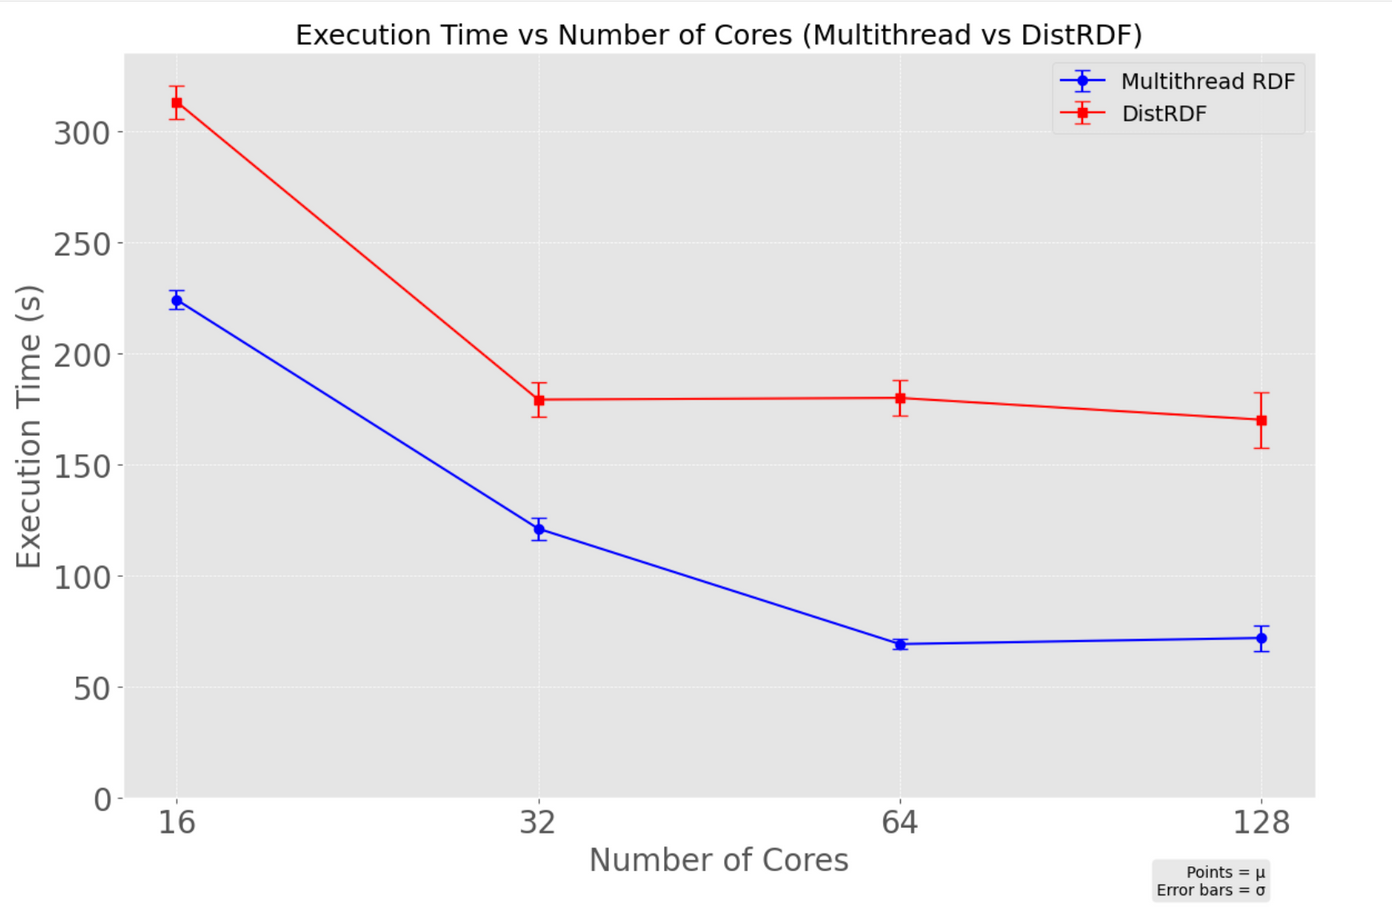 Execution Time vs Number of Cores (Multithread vs DistRDF)
Multithread RDF
DistRDF
Execution Time (s)
300
250
200
150
100
50
0
16 32 64 128
Number of Cores
Points = μ
Error bars = σ